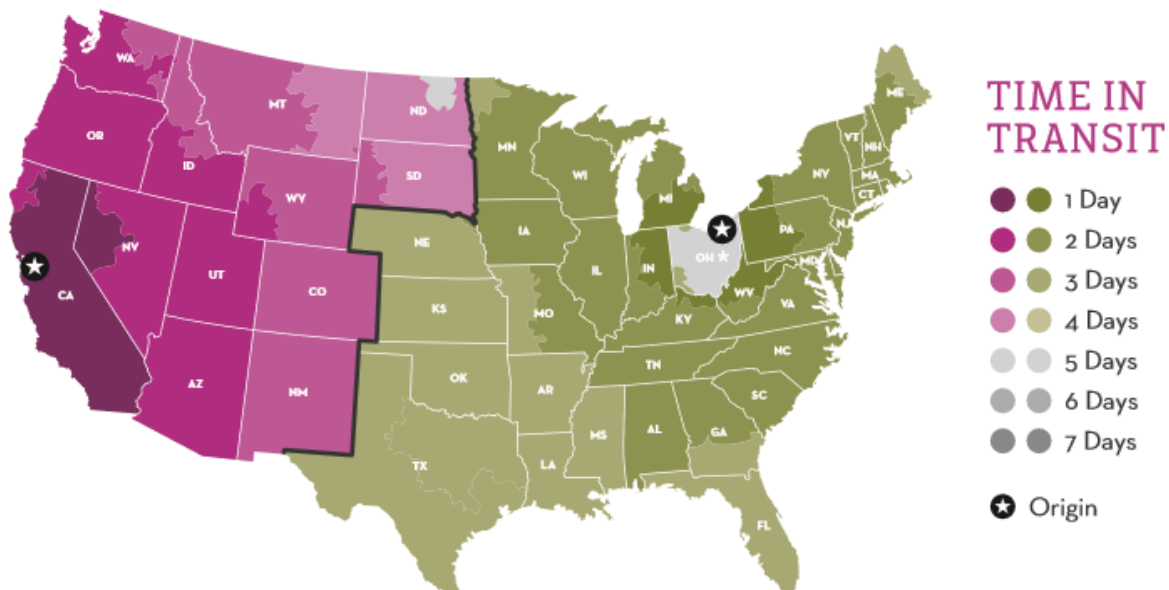 TIME IN
TRANSIT
1 Day
2 Days
3 Days
4 Days
5 Days
6 Days
7 Days
Origin
WA
MT
ND
MN
ME
OR
ID
WY
SD
WI
MI
NY
VT
NH
MA
CT
NV
UT
CO
NE
IA
IL
IN
OH
PA
NJ
MD
CA
KS
MO
KY
WY
VA
AZ
NM
OK
AR
TN
NC
SC
TX
LA
MS
AL
GA
FL